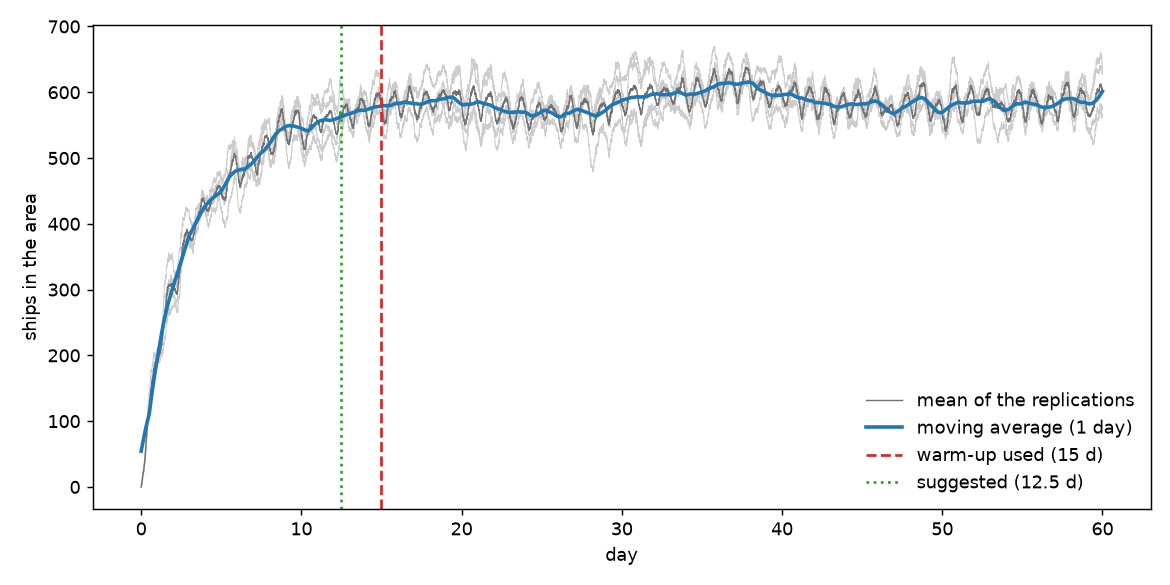 700
600
500
400
300
200
100
0
ships in the area
mean of the replications
moving average (1 day)
warm-up used (15 d)
suggested (12.5 d)
0 10 20 30 40 50 60
day